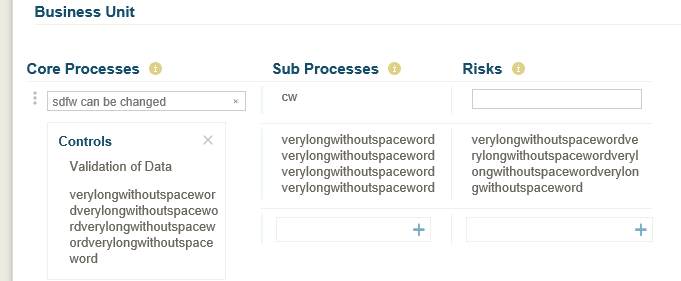 Business Unit
Core Processes
Sub Processes
Risks
sdfw can be changed
×
cw
Controls
×
Validation of Data
verylongwithoutspacewor
dverylongwithoutspacewo
rdverylongwithoutspacew
ordverylongwithoutspace
word
verylongwithoutspaceword
verylongwithoutspaceword
verylongwithoutspaceword
verylongwithoutspaceword
verylongwithoutspacewordve
rylongwithoutspacewordveryl
ongwithoutspacewordverylon
gwithoutspaceword
+
+